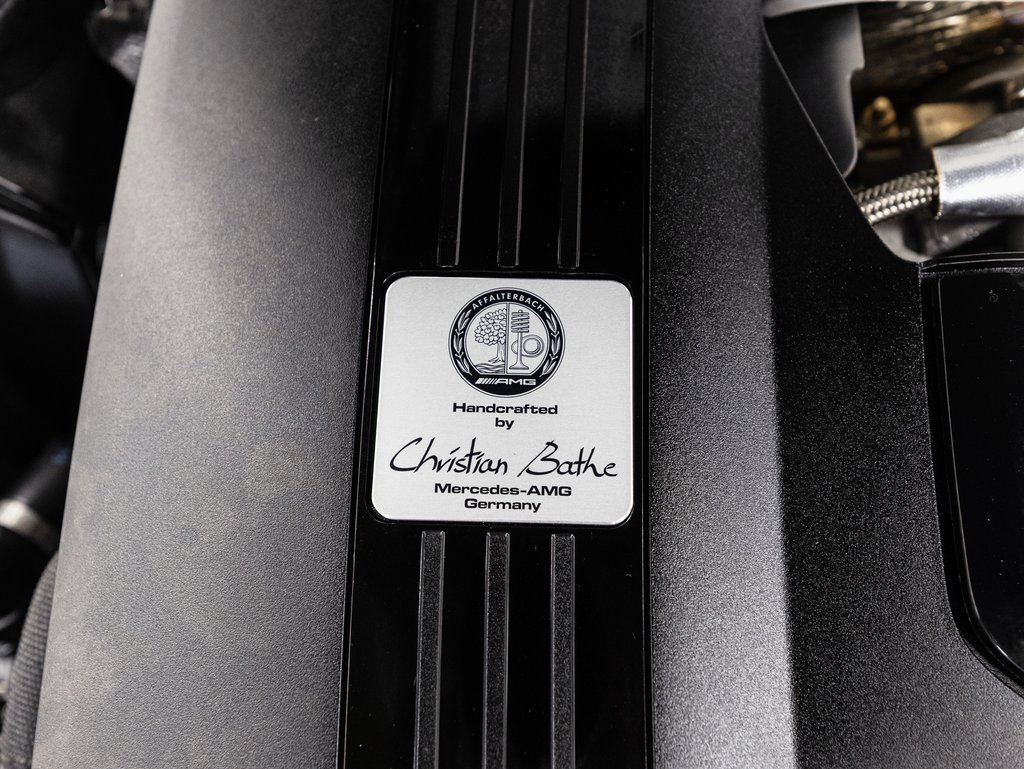 AFFALTERBACH
AMG
Handcrafted
by
Christian Bathe
Mercedes-AMG
Germany